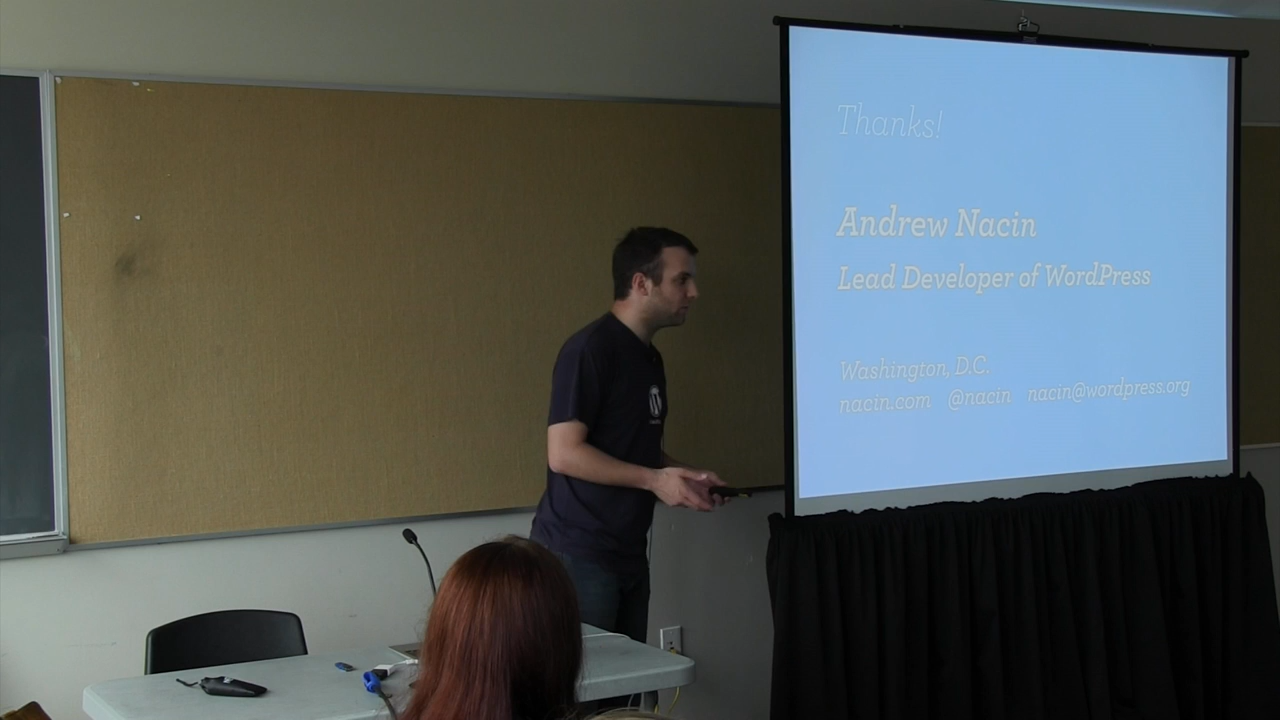 Thanks!
Andrew Nacin
Lead Developer of WordPress
Washington, D.C.
nacin.com @nacin nacin@wordpress.org